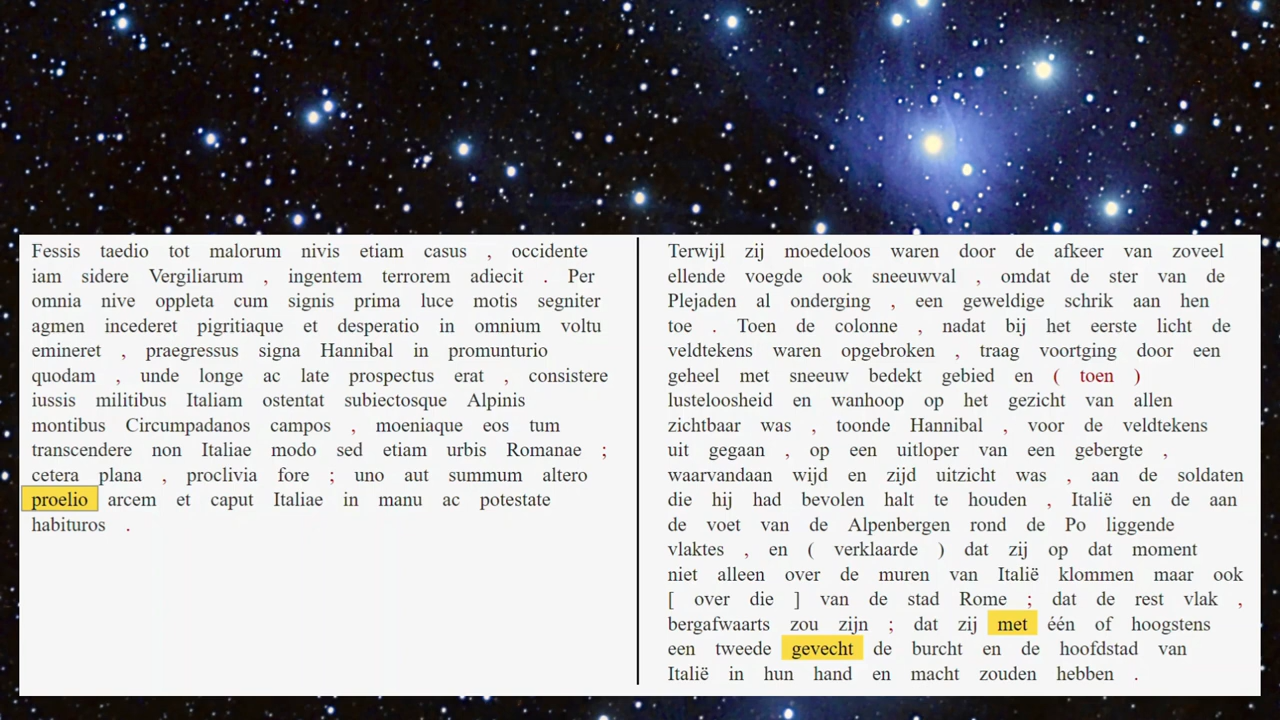 Fessis taedio tot malorum nivis etiam casus , occidente
iam sidere Vergiliarum , ingentem terrorem adiecit . Per
omnia nive oppleta cum signis prima luce motis segniter
agmen incederet pigritiaque et desperatio in omnium voltu
emineret , praegressus signa Hannibal in promunturio
quodam , unde longe ac late prospectus erat , consistere
iussis militibus Italiam ostentat subiectosque Alpinis
montibus Circumpadanos campos , moeniaque eos tum
transcendere non Italiae modo sed etiam urbis Romanae ;
cetera plana , proclivia fore ; uno aut summum altero
proelio arcem et caput Italiae in manu ac potestate
habituros .
Terwijl zij moedeloos waren door de afkeer van zoveel
ellende voegde ook sneeuwval , omdat de ster van de
Plejaden al onderging , een geweldige schrik aan hen
toe . Toen de colonne , nadat bij het eerste licht de
veldtekens waren opgebroken , traag voortging door een
geheel met sneeuw bedekt gebied en ( toen )
lusteloosheid en wanhoop op het gezicht van allen
zichtbaar was , toonde Hannibal , voor de veldtekens
uit gegaan , op een uitloper van een gebergte ,
waarvandaan wijd en zijd uitzicht was , aan de soldaten
die hij had bevolen halt te houden , Italië en de aan
de voet van de Alpenbergen rond de Po liggende
vlaktes , en ( verklaarde ) dat zij op dat moment
niet alleen over de muren van Italië klommen maar ook
[ over die ] van de stad Rome ; dat de rest vlak ,
bergafwaarts zou zijn ; dat zij met één of hoogstens
een tweede gevecht de burcht en de hoofdstad van
Italië in hun hand en macht zouden hebben .